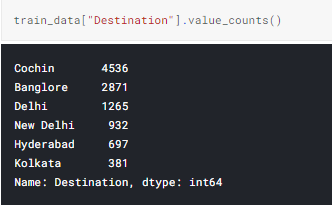 train_data["Destination"].value_counts()
Cochin 4536
Banglore 2871
Delhi 1265
New Delhi 932
Hyderabad 697
Kolkata 381
Name: Destination, dtype: int64